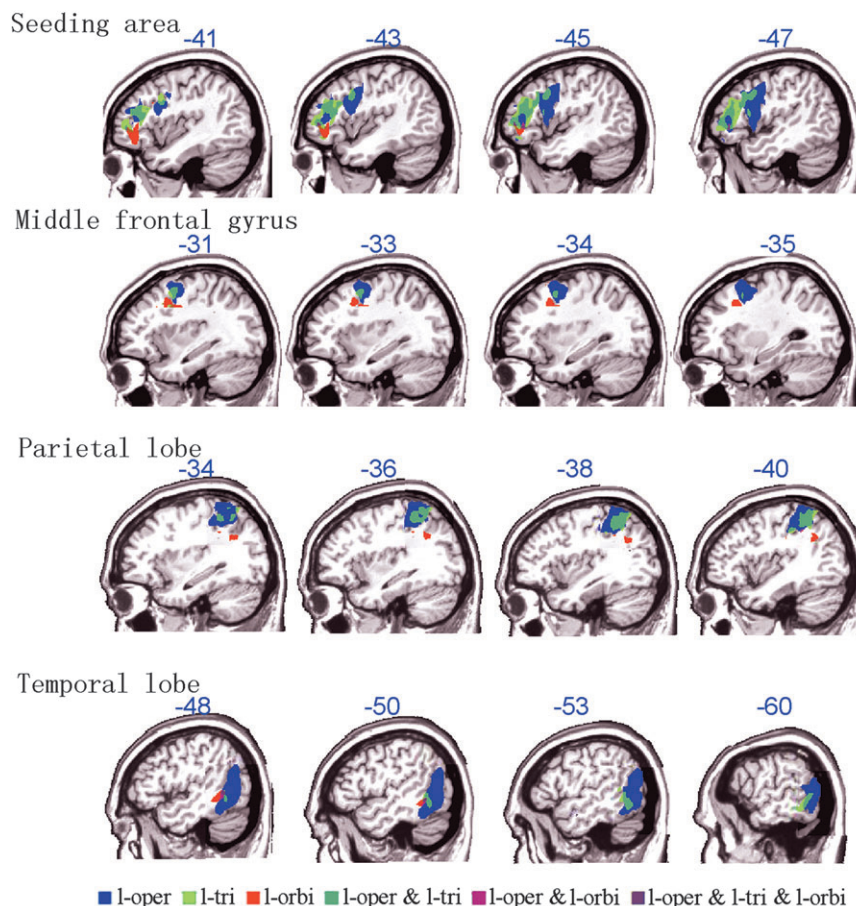 Seeding area
-41 -43 -45 -47
Middle frontal gyrus
-31 -33 -34 -35
Parietal lobe
-34 -36 -38 -40
Temporal lobe
-48 -50 -53 -60
l-oper l-tri l-orbi l-oper & l-tri l-oper & l-orbi l-oper & l-tri & l-orbi